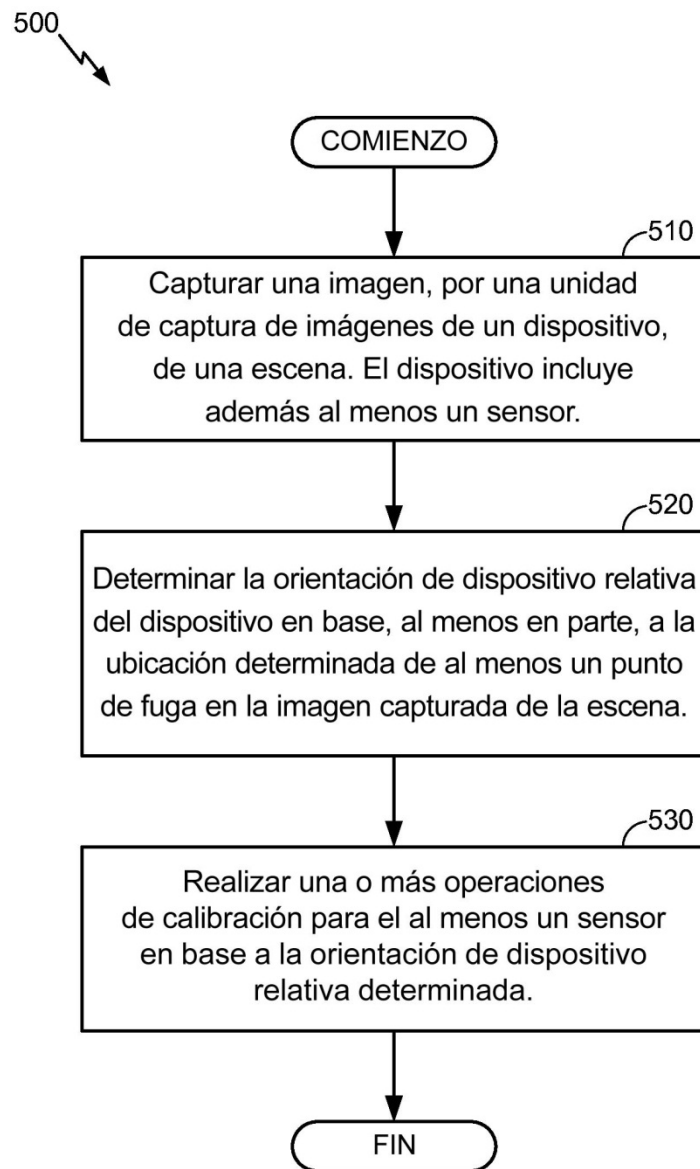 500
COMIENZO
510
Capturar una imagen, por una unidad
de captura de imágenes de un dispositivo,
de una escena. El dispositivo incluye
además al menos un sensor.
520
Determinar la orientación de dispositivo relativa
del dispositivo en base, al menos en parte, a la
ubicación determinada de al menos un punto
de fuga en la imagen capturada de la escena.
530
Realizar una o más operaciones
de calibración para el al menos un sensor
en base a la orientación de dispositivo
relativa determinada.
FIN